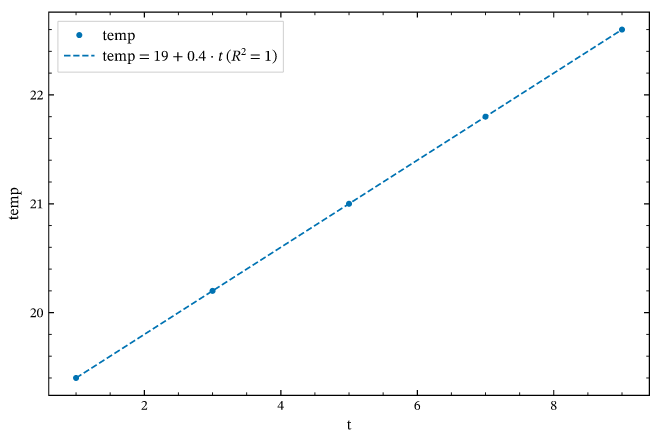 temp
temp = 19 + 0.4 · t (R² = 1)
22
21
20
temp
2
4
6
8
t